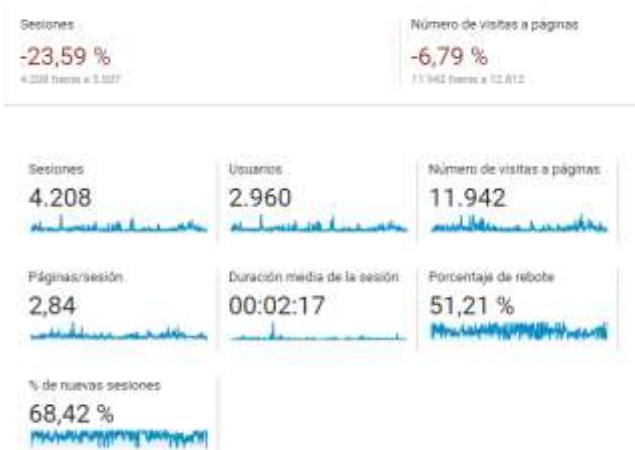 Sesiones
-23,59 %
4.208 frente a 5.507
Número de visitas a páginas
-6,79 %
11.942 frente a 12.812
Sesiones
4.208
Usuarios
2.960
Número de visitas a páginas
11.942
Páginas/sesión
2,84
Duración media de la sesión
00:02:17
Porcentaje de rebote
51,21 %
% de nuevas sesiones
68,42 %